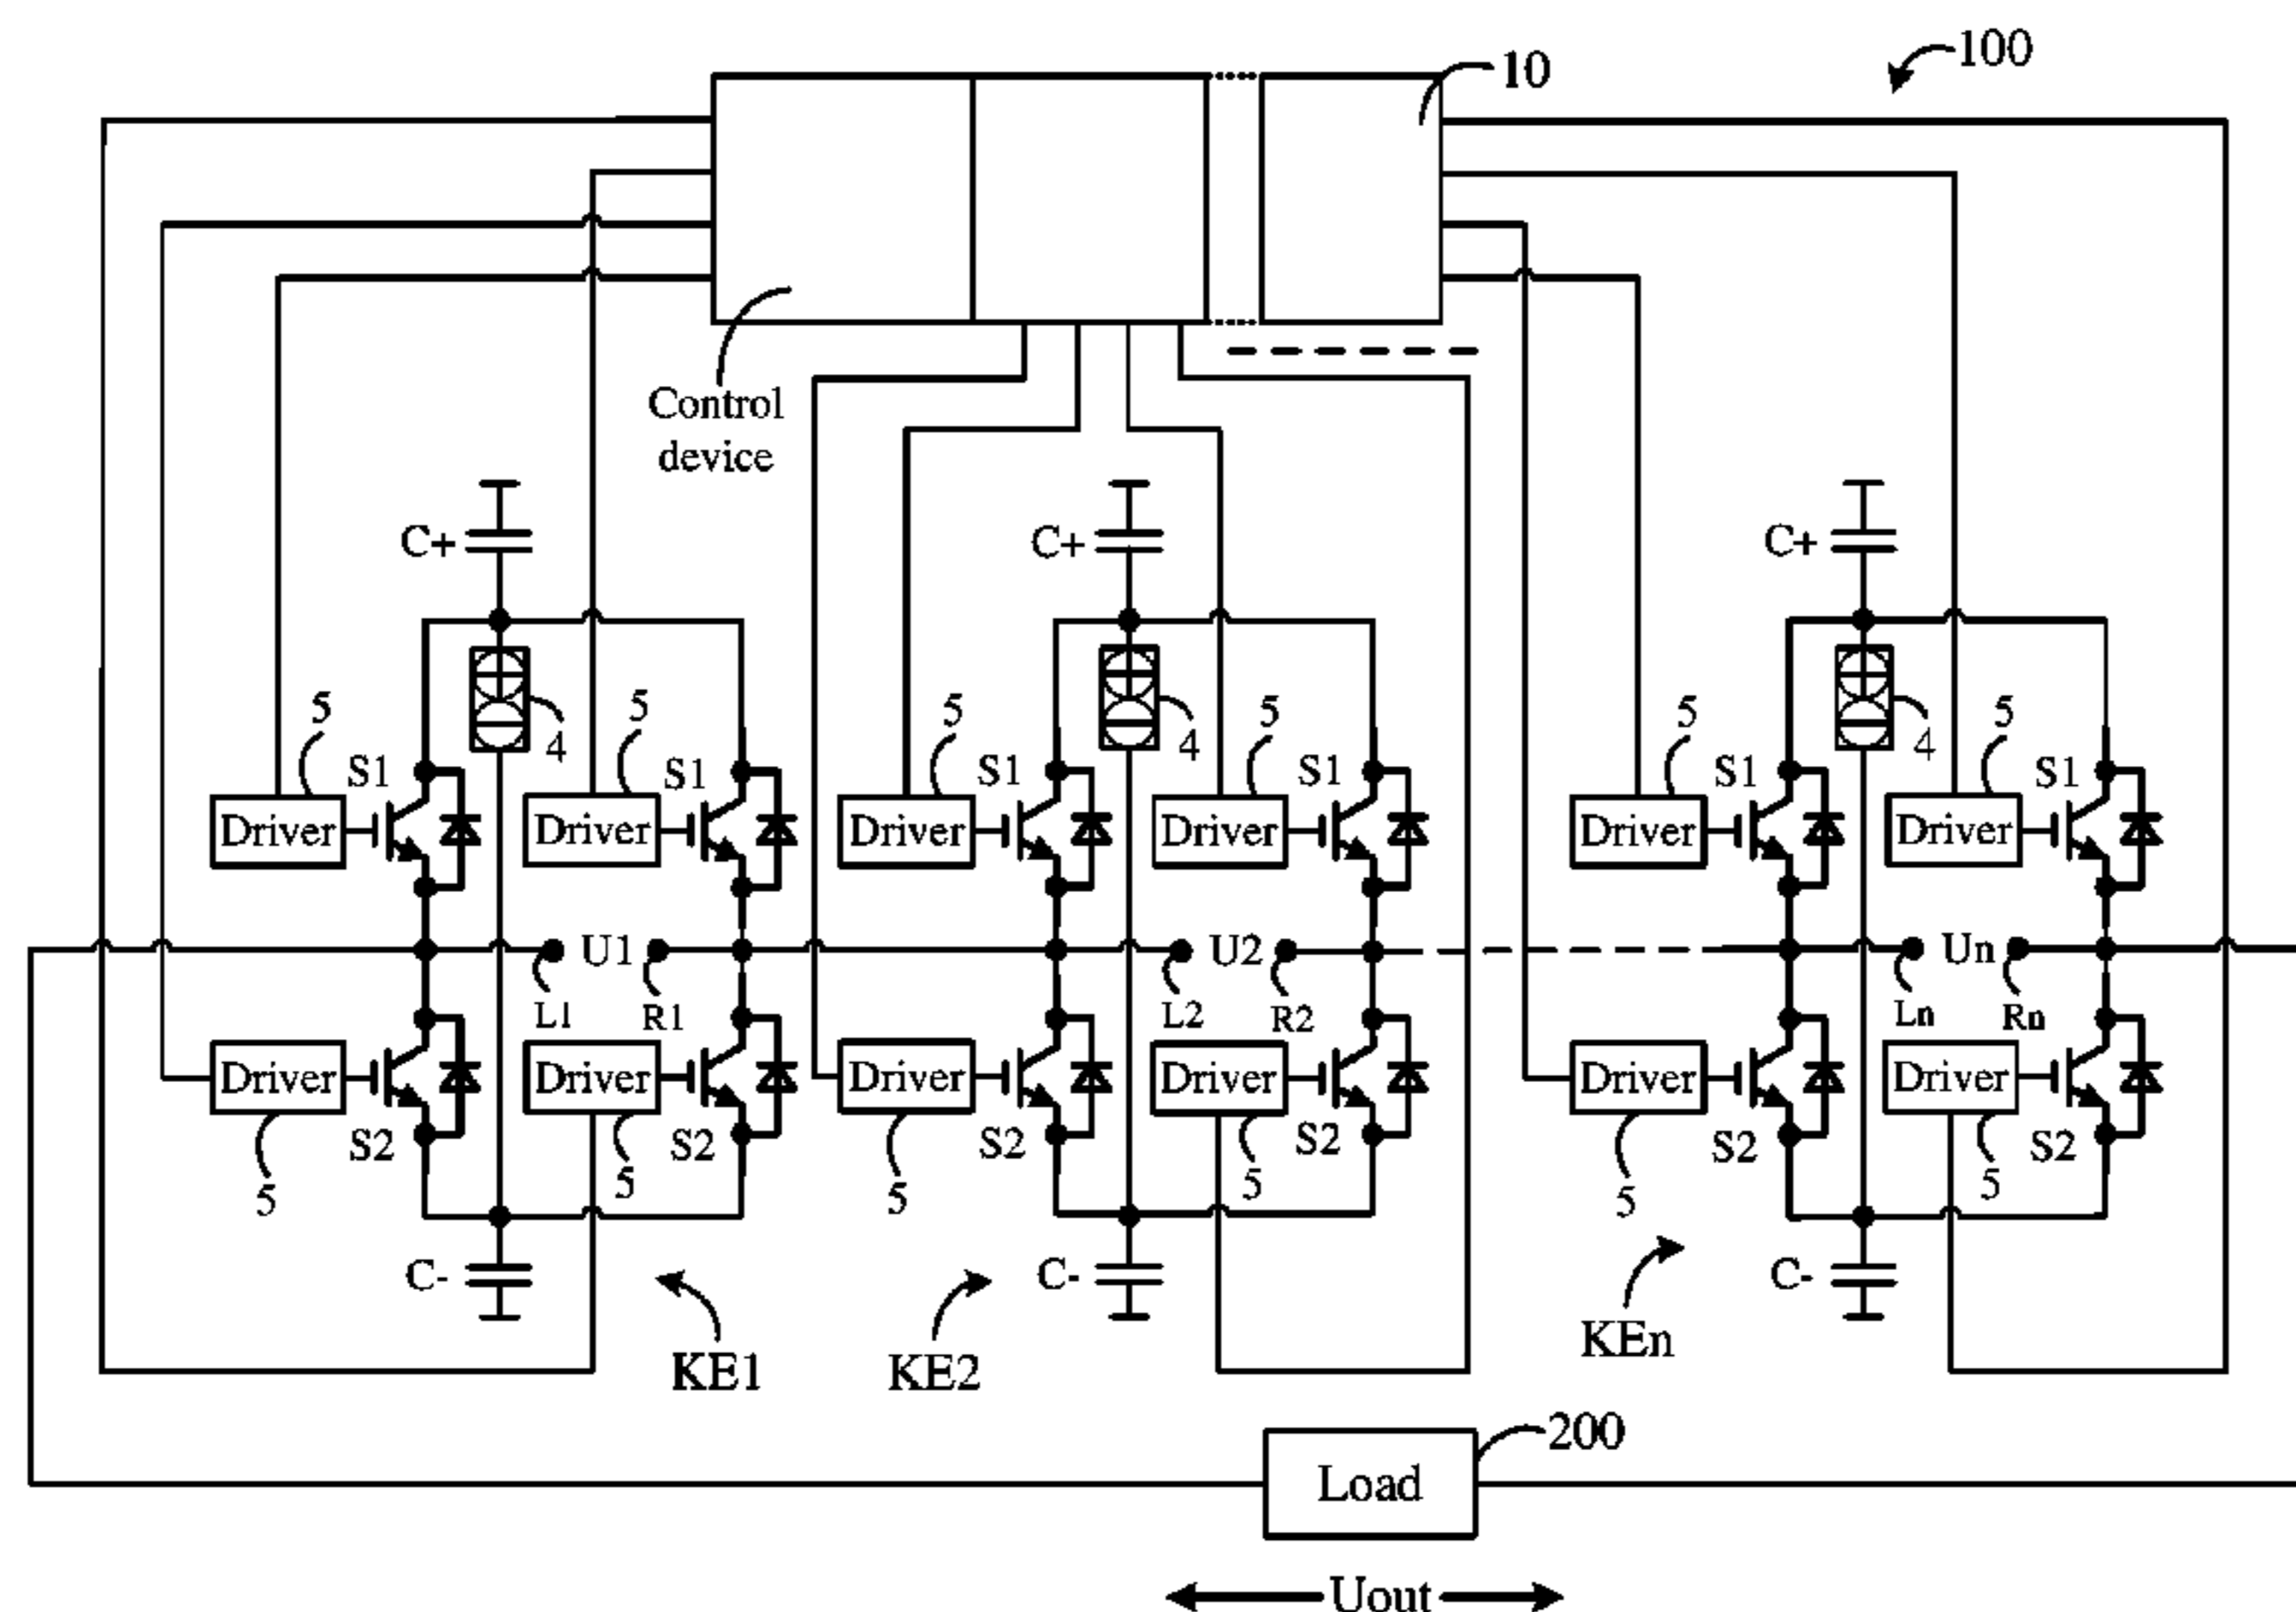 100
10
Control
device
C+
C+
C+
5
4
5
5
4
5
5
4
5
S1
S1
S1
S1
S1
S1
Driver
Driver
Driver
Driver
Driver
Driver
U1
U2
Un
L1
R1
L2
R2
Ln
Rn
Driver
Driver
Driver
Driver
Driver
Driver
S2
S2
S2
S2
S2
S2
5
5
5
5
5
5
C-
C-
C-
KE1
KE2
KEn
200
Load
Uout